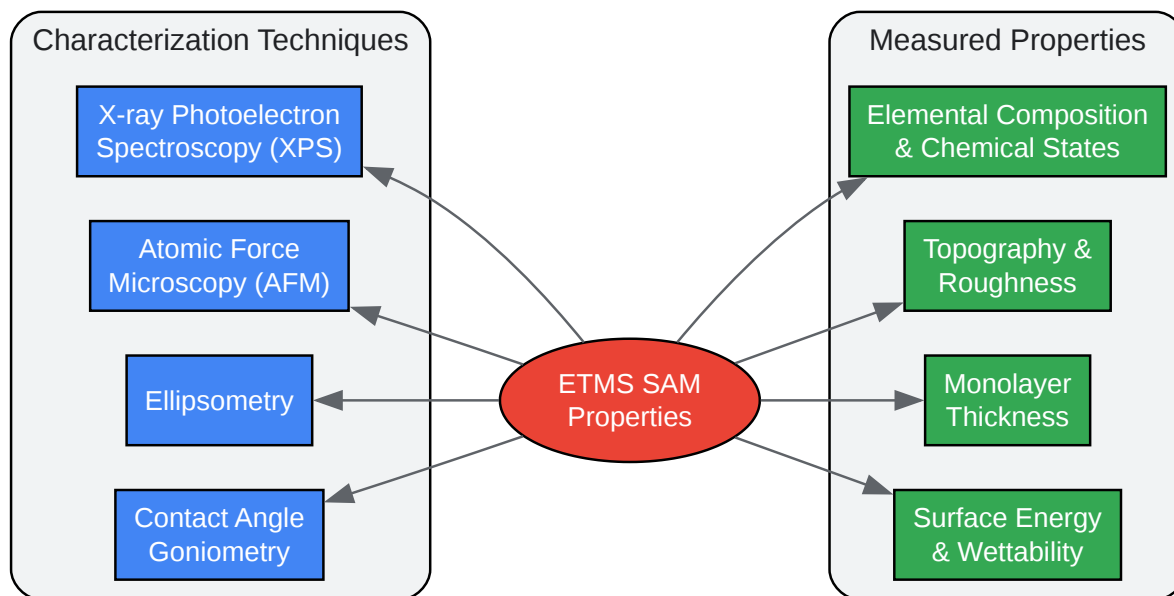 Characterization Techniques
X-ray Photoelectron
Spectroscopy (XPS)
Atomic Force
Microscopy (AFM)
Ellipsometry
Contact Angle
Goniometry
ETMS SAM
Properties
Measured Properties
Elemental Composition
& Chemical States
Topography &
Roughness
Monolayer
Thickness
Surface Energy
& Wettability